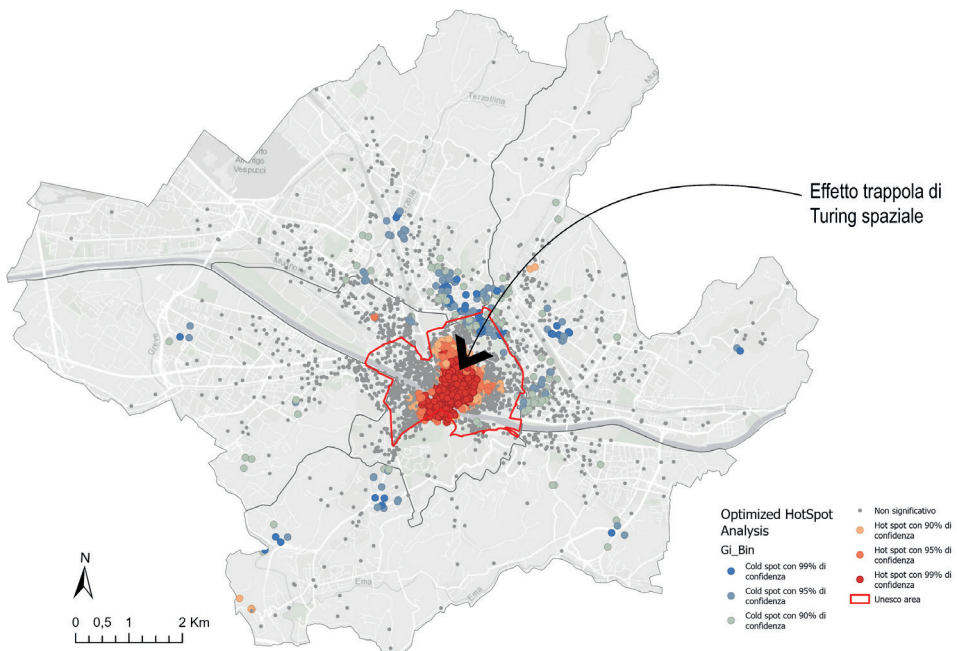 Terzollina
Vespucci
Effetto trappola di
Turing spaziale
Ema
Ema
N
0 0,5 1 2 Km
Optimized HotSpot
Analysis
Gi_Bin
Cold spot con 99% di
confidenza
Cold spot con 95% di
confidenza
Cold spot con 90% di
confidenza
Non significativo
Hot spot con 90% di
confidenza
Hot spot con 95% di
confidenza
Hot spot con 99% di
confidenza
Unesco area